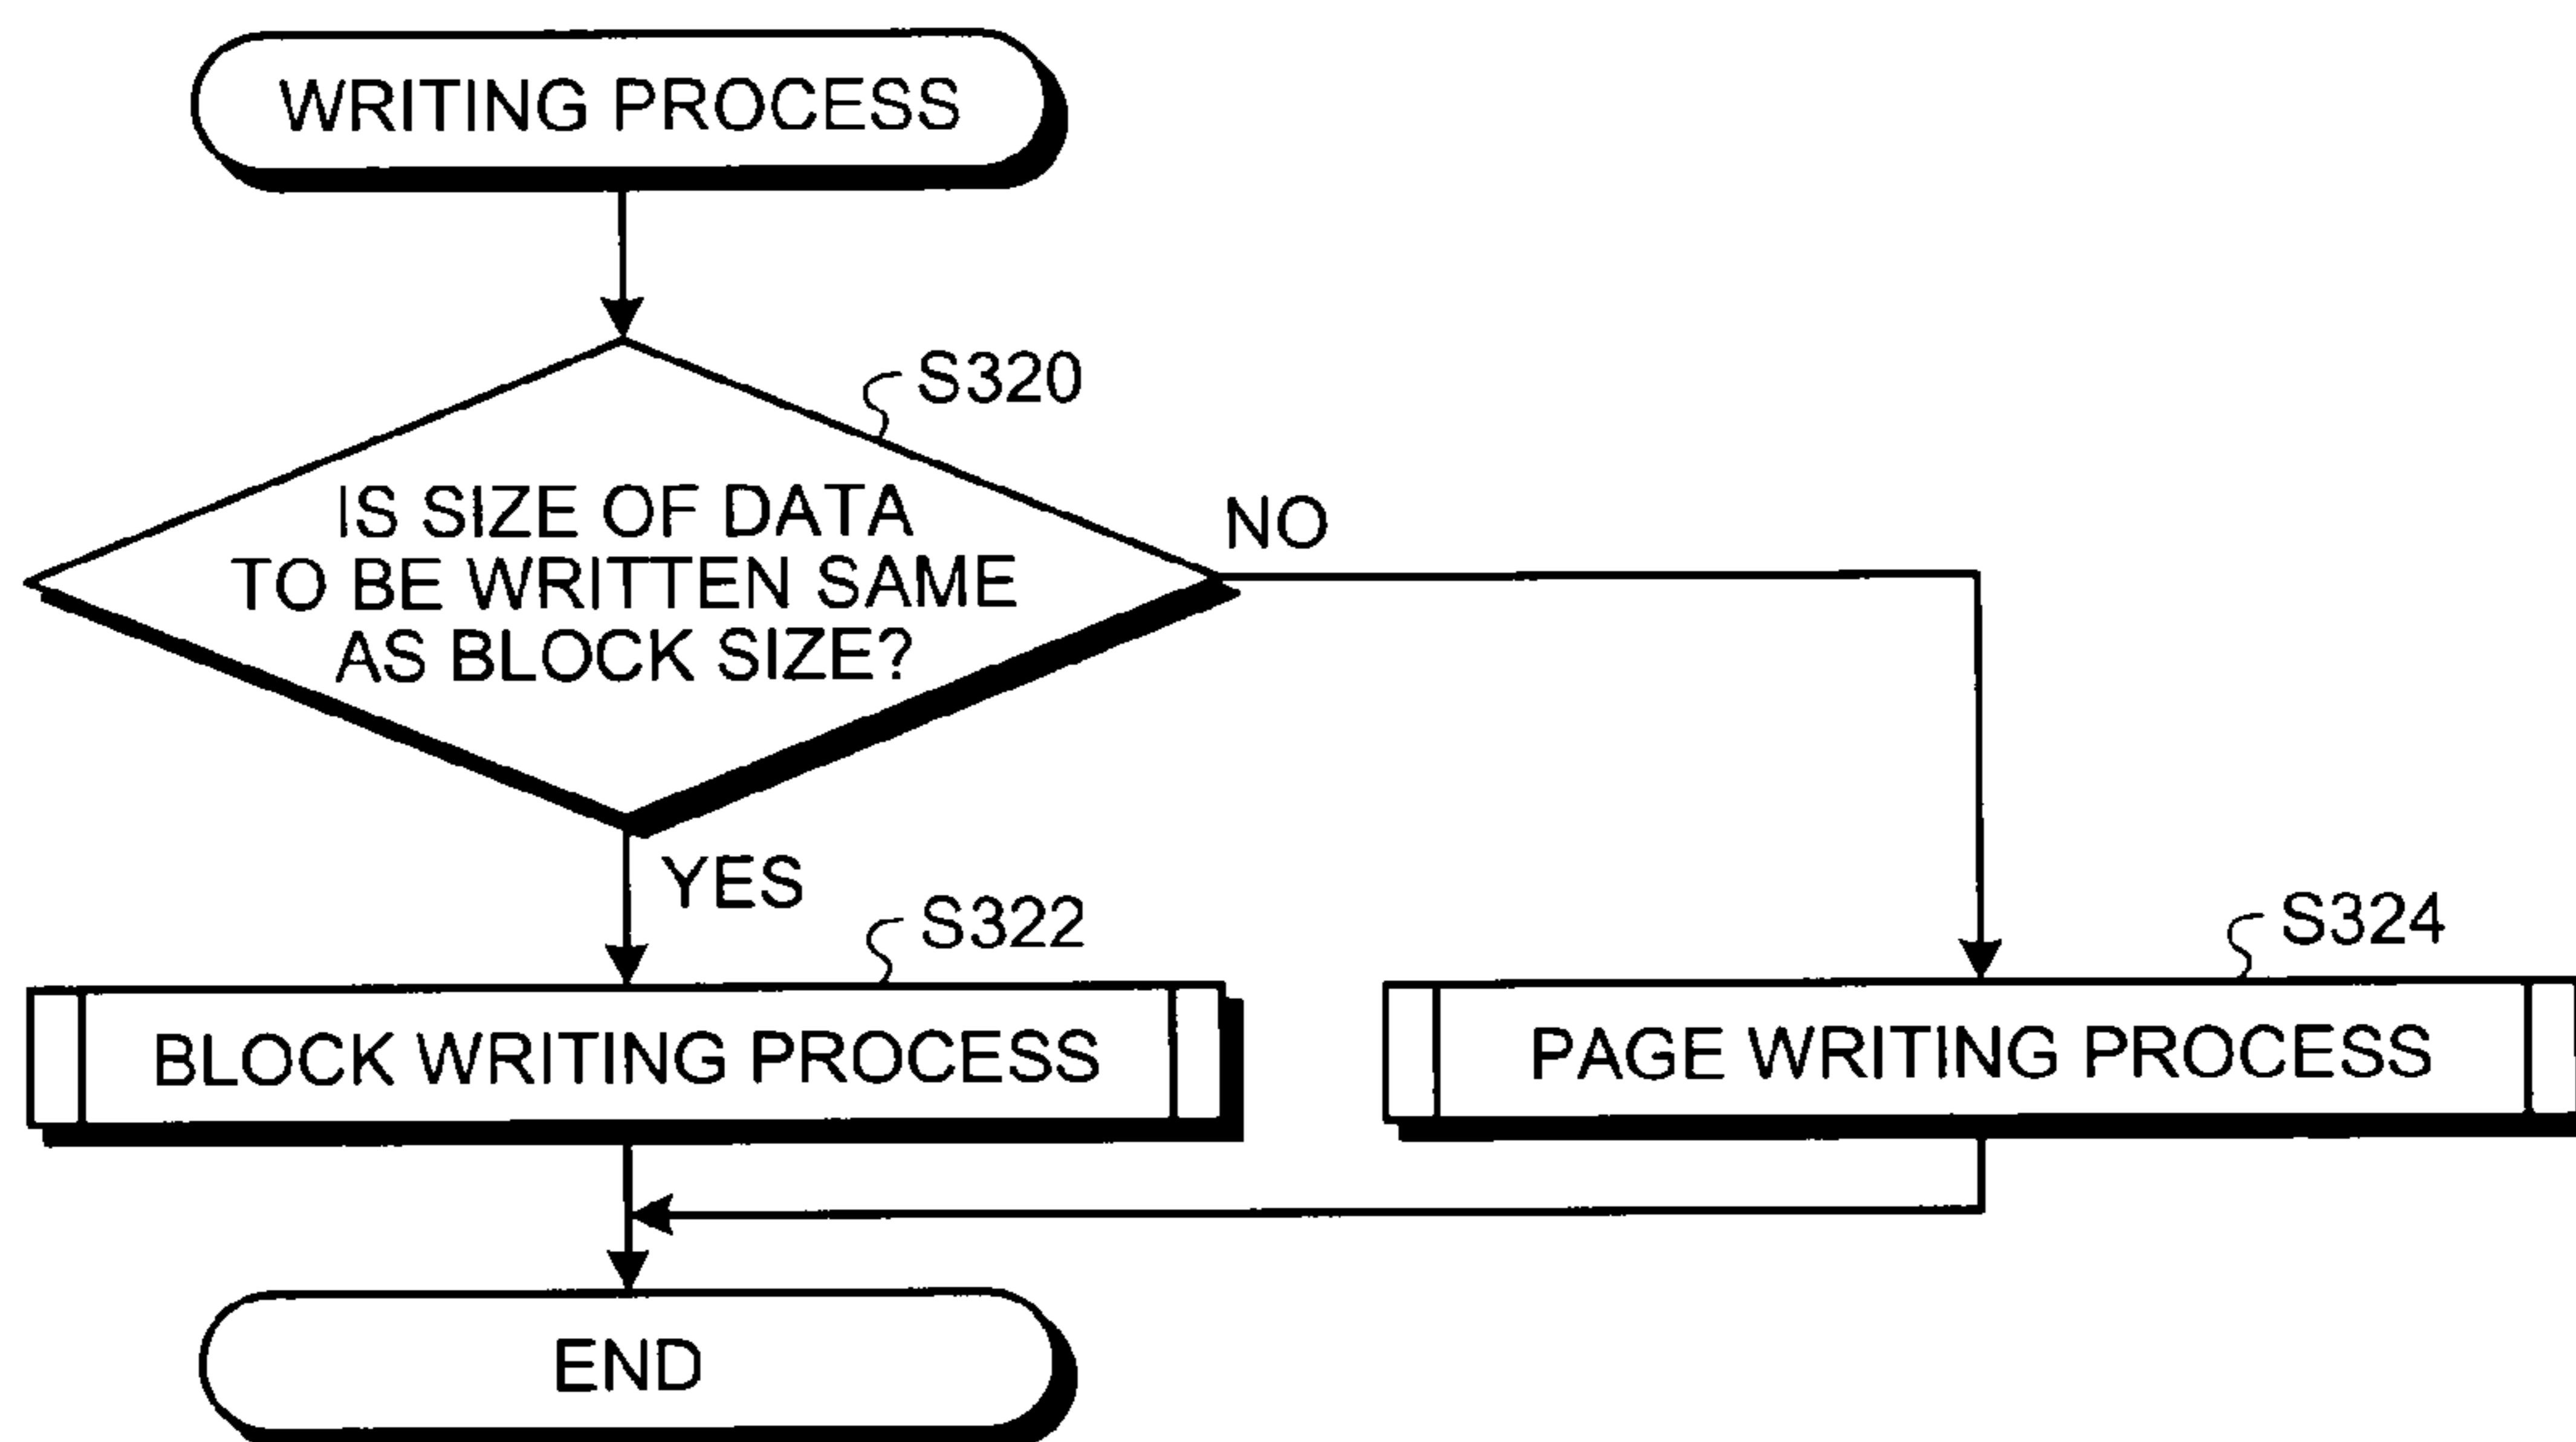 WRITING PROCESS
S320
IS SIZE OF DATA
TO BE WRITTEN SAME
AS BLOCK SIZE?
NO
YES
S322
BLOCK WRITING PROCESS
S324
PAGE WRITING PROCESS
END